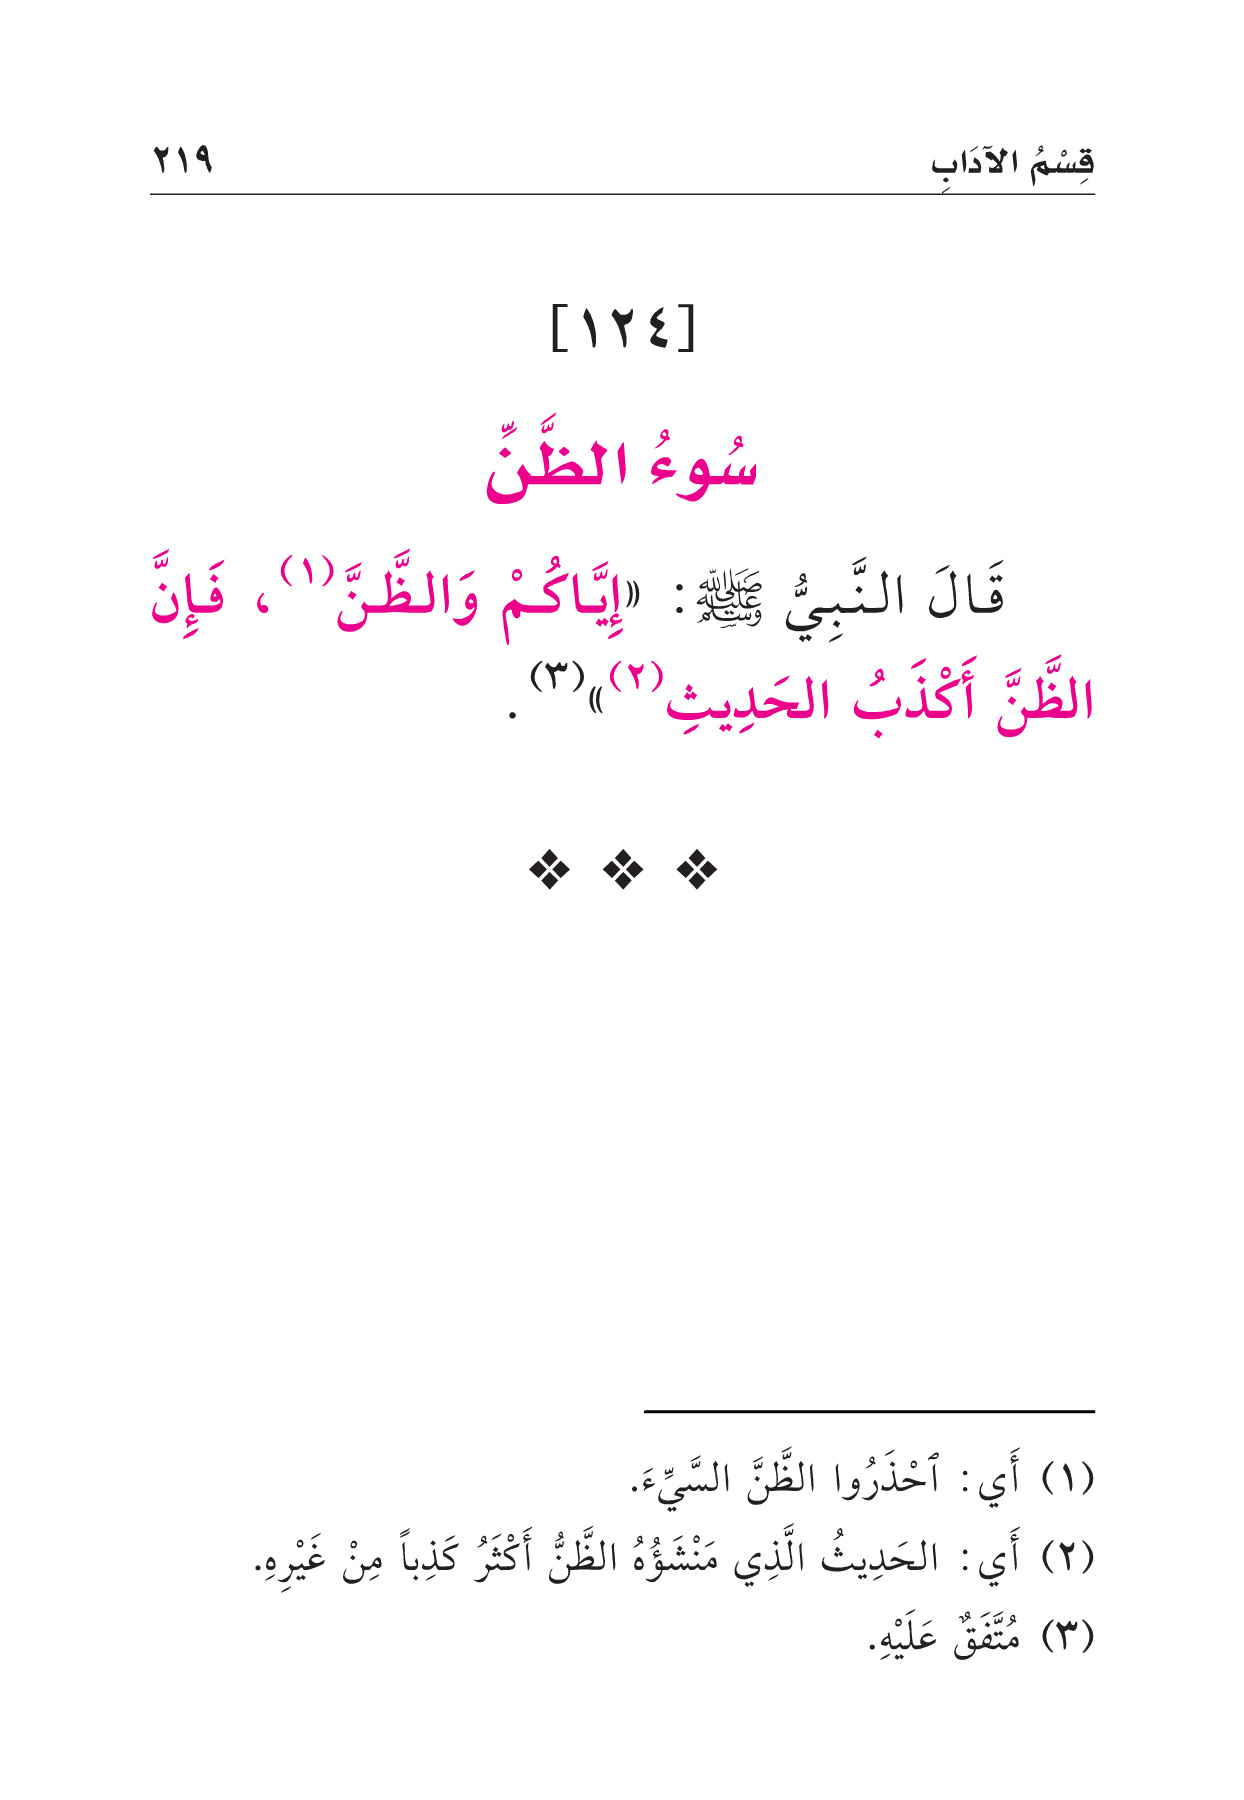 قِسْمُ الآدَابِ ٢١٩
[١٢٤]
سُوءُ الظَّنِّ
قَالَ النَّبِيُّ ﷺ: «إِيَّاكُمْ وَالظَّنَّ(١)، فَإِنَّ
الظَّنَّ أَكْذَبُ الحَدِيثِ(٢)»(٣).
(١) أَي: ٱحْذَرُوا الظَّنَّ السَّيِّءَ.
(٢) أَي: الحَدِيثُ الَّذِي مَنْشَؤُهُ الظَّنُّ أَكْثَرُ كَذِباً مِنْ غَيْرِهِ.
(٣) مُتَّفَقٌ عَلَيْهِ.